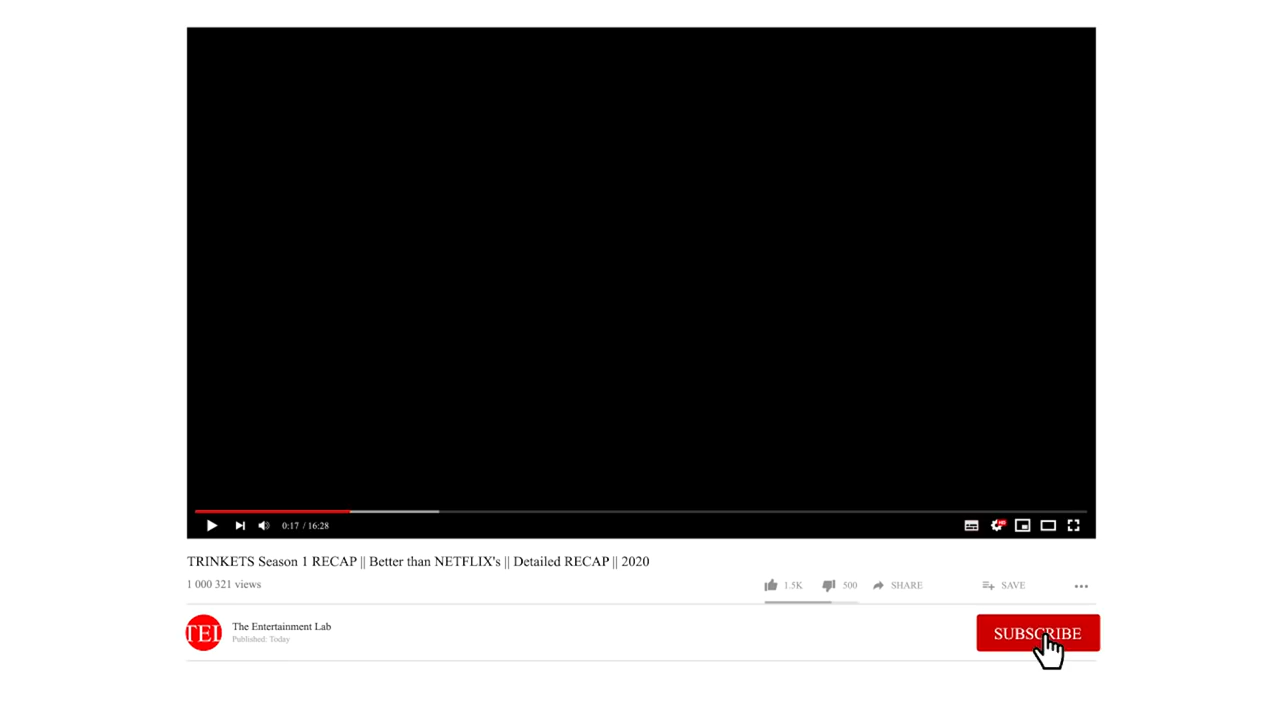 0:17 / 16:28
TRINKETS Season 1 RECAP || Better than NETFLIX's || Detailed RECAP || 2020
1 000 321 views
1.5K 500 SHARE SAVE
TEL
The Entertainment Lab
Published: Today
SUBSCRIBE